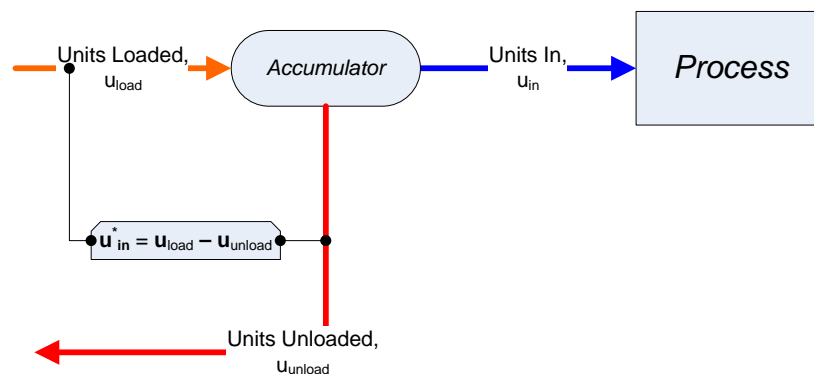 Units Loaded,
u_load
Accumulator
Units In,
u_in
Process
u*_in = u_load – u_unload
Units Unloaded,
u_unload